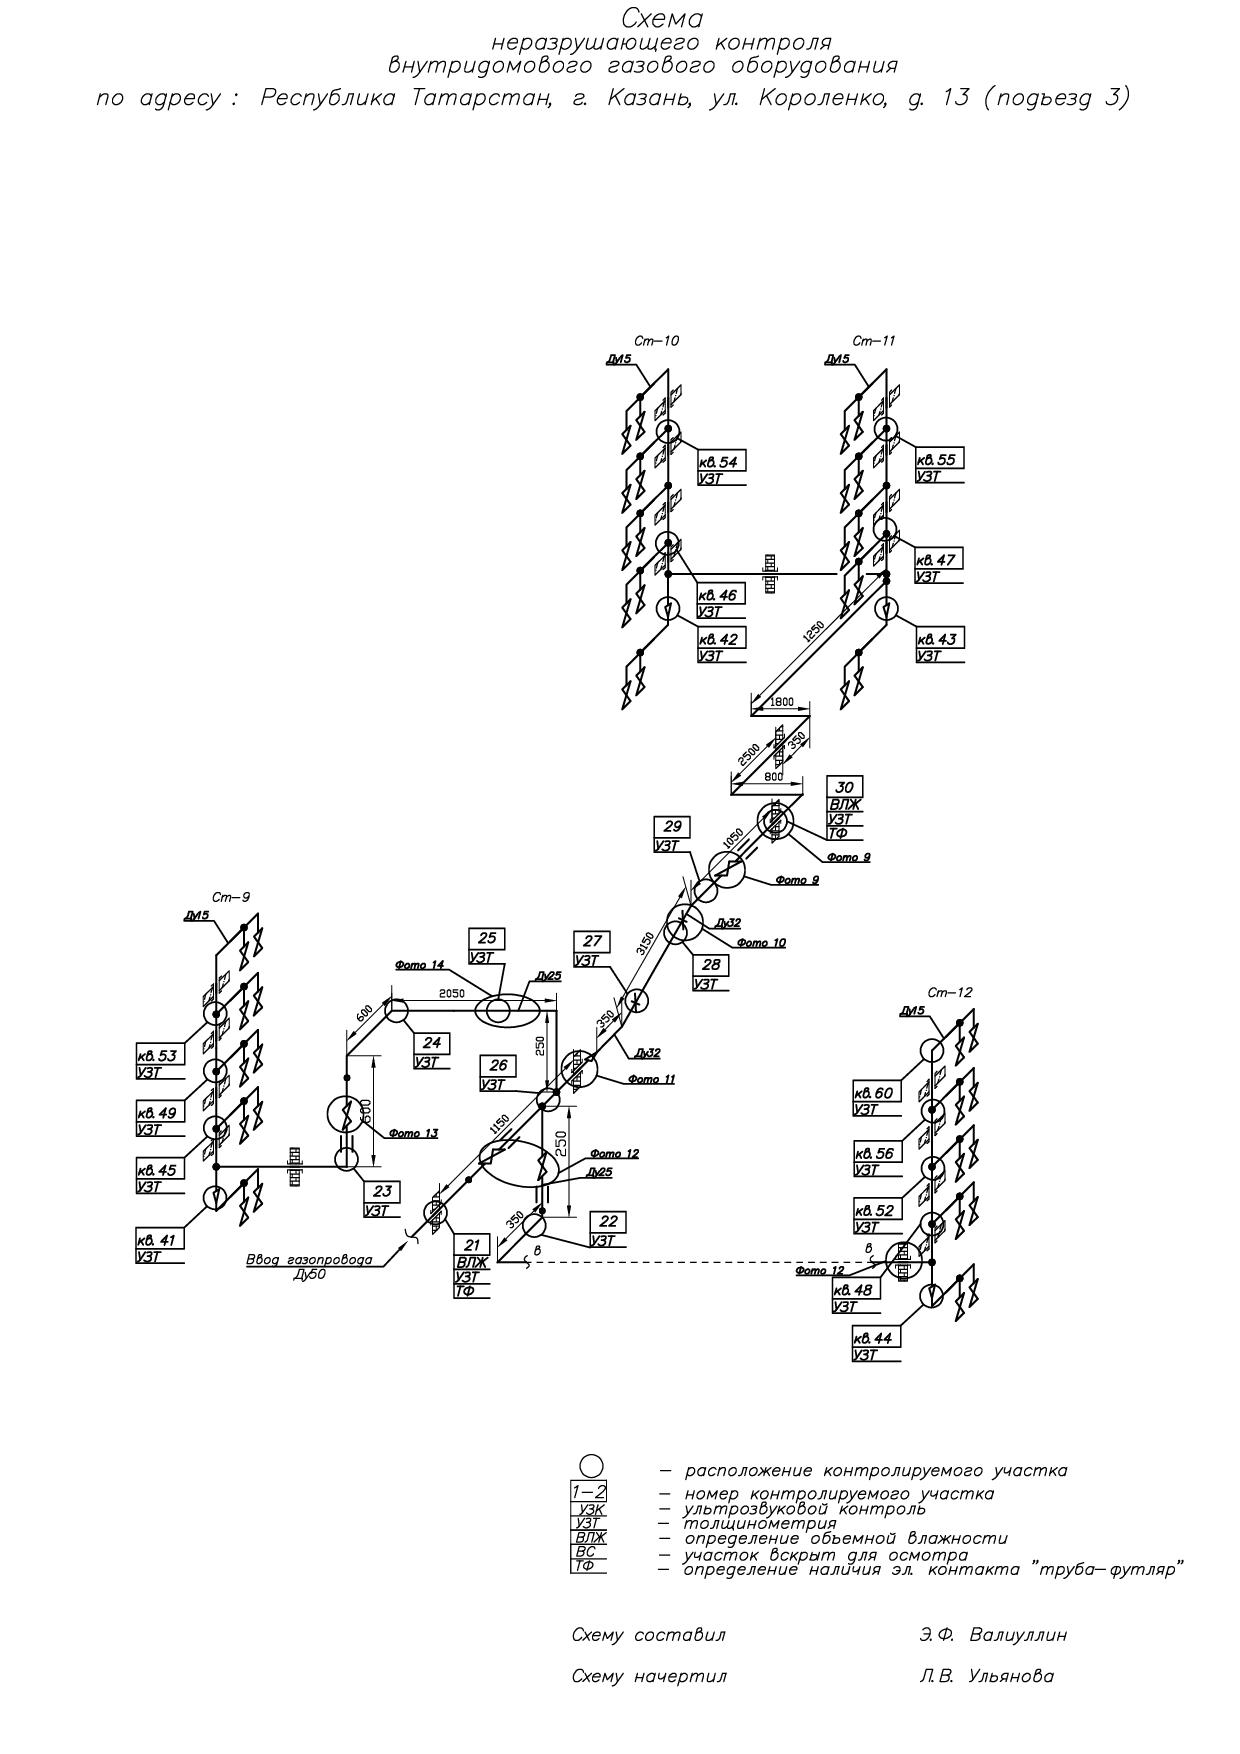 Схема
неразрушающего контроля
внутридомового газового оборудования
по адресу : Республика Татарстан, г. Казань, ул. Короленко, д. 13 (подъезд 3)
Ст-10
Ст-11
Ду15
Ду15
кв. 54
УЗТ
кв. 55
УЗТ
кв. 47
УЗТ
кв. 46
УЗТ
кв. 42
УЗТ
кв. 43
УЗТ
1250
1800
2500
350
800
30
ВЛЖ
УЗТ
ТФ
29
УЗТ
1050
Фото 9
Фото 9
Ст-9
Ду15
Ду32
Фото 10
3150
27
УЗТ
28
УЗТ
25
УЗТ
Фото 14
Ду25
2050
600
350
Ст-12
Ду15
24
УЗТ
250
Ду32
26
УЗТ
Фото 11
кв. 53
УЗТ
кв. 49
УЗТ
600
Фото 13
1150
250
Фото 12
Ду25
кв. 60
УЗТ
кв. 56
УЗТ
кв. 45
УЗТ
23
УЗТ
кв. 52
УЗТ
350
22
УЗТ
кв. 41
УЗТ
21
ВЛЖ
УЗТ
ТФ
Ввод газопровода
Ду50
в
в
Фото 12
кв. 48
УЗТ
кв. 44
УЗТ
– расположение контролируемого участка
1-2 – номер контролируемого участка
УЗК – ультрозвуковой контроль
УЗТ – толщинометрия
ВЛЖ – определение объемной влажности
ВС – участок вскрыт для осмотра
ТФ – определение наличия эл. контакта "труба-футляр"
Схему составил Э.Ф. Валиуллин
Схему начертил Л.В. Ульянова